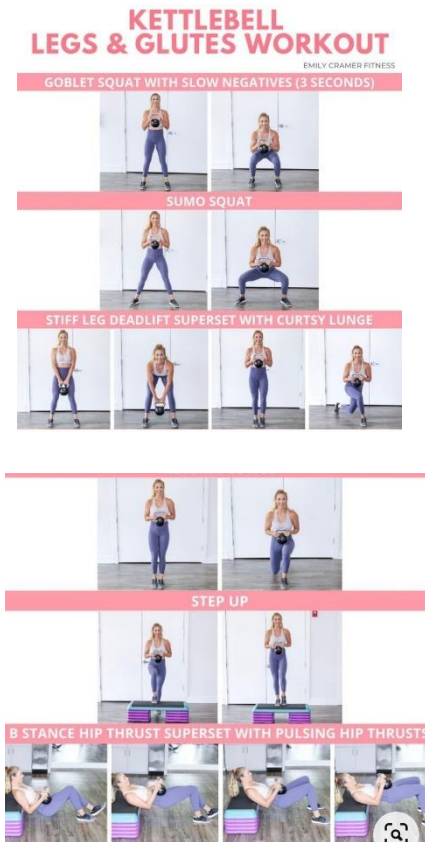 KETTLEBELL
LEGS & GLUTES WORKOUT
EMILY CRAMER FITNESS
GOBLET SQUAT WITH SLOW NEGATIVES (3 SECONDS)
SUMO SQUAT
STIFF LEG DEADLIFT SUPERSET WITH CURTSY LUNGE
STEP UP
B STANCE HIP THRUST SUPERSET WITH PULSING HIP THRUSTS